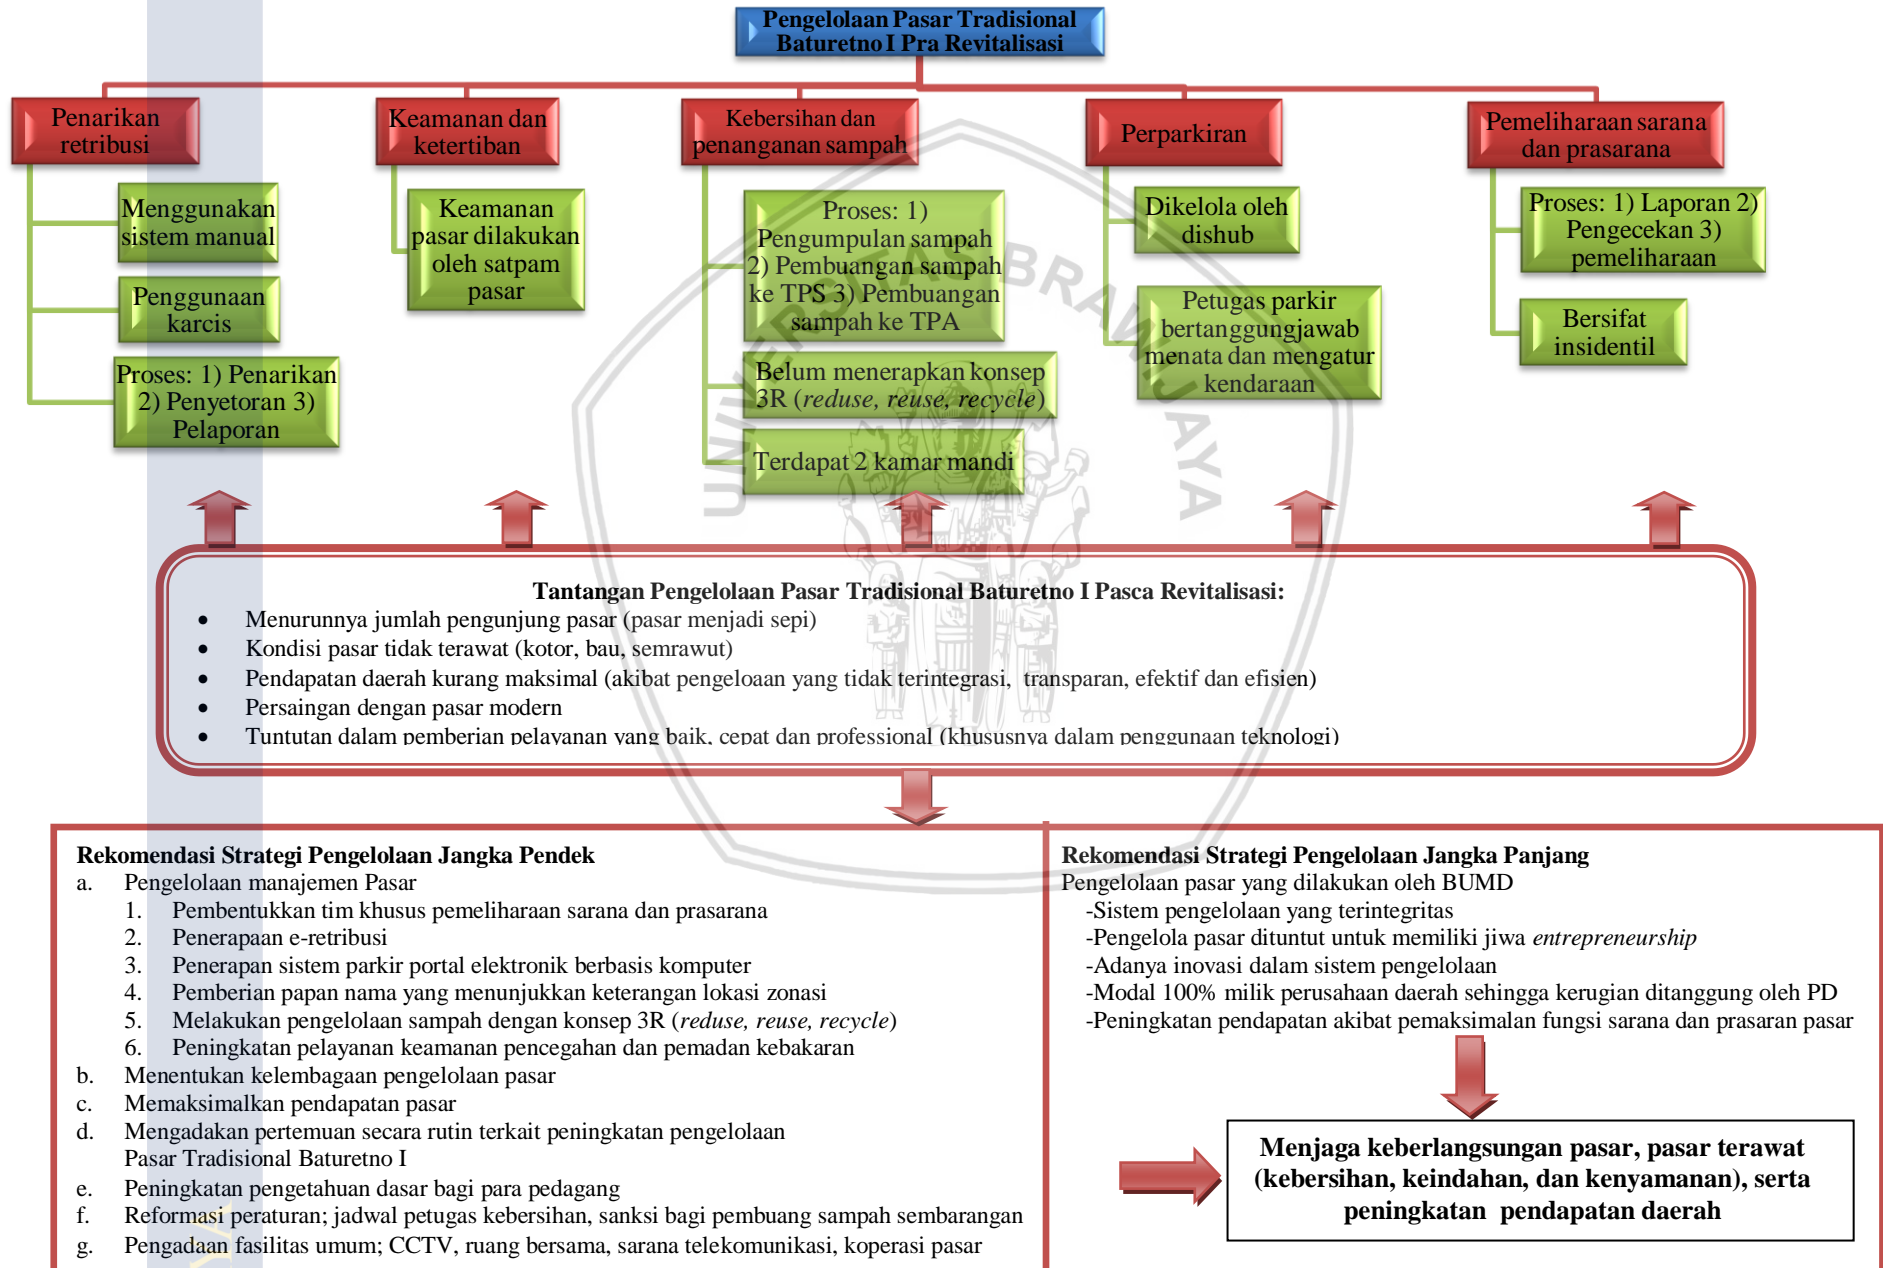 Pengelolaan Pasar Tradisional
Baturetno I Pra Revitalisasi
Penarikan
retribusi
Keamanan dan
ketertiban
Kebersihan dan
penanganan sampah
Perparkiran
Pemeliharaan sarana
dan prasarana
Menggunakan
sistem manual
Penggunaan
karcis
Proses: 1) Penarikan
2) Penyetoran 3)
Pelaporan
Keamanan
pasar dilakukan
oleh satpam
pasar
Proses: 1)
Pengumpulan sampah
2) Pembuangan sampah
ke TPS 3) Pembuangan
sampah ke TPA
Belum menerapkan konsep
3R (reduse, reuse, recycle)
Terdapat 2 kamar mandi
Dikelola oleh
dishub
Petugas parkir
bertanggungjawab
menata dan mengatur
kendaraan
Proses: 1) Laporan 2)
Pengecekan 3)
pemeliharaan
Bersifat
insidentil
UNIVERSITAS BRAWIJAYA
Tantangan Pengelolaan Pasar Tradisional Baturetno I Pasca Revitalisasi:
• Menurunnya jumlah pengunjung pasar (pasar menjadi sepi)
• Kondisi pasar tidak terawat (kotor, bau, semrawut)
• Pendapatan daerah kurang maksimal (akibat pengeloaan yang tidak terintegrasi, transparan, efektif dan efisien)
• Persaingan dengan pasar modern
• Tuntutan dalam pemberian pelayanan yang baik, cepat dan professional (khususnya dalam penggunaan teknologi)
Rekomendasi Strategi Pengelolaan Jangka Pendek
a. Pengelolaan manajemen Pasar
1. Pembentukkan tim khusus pemeliharaan sarana dan prasarana
2. Penerapaan e-retribusi
3. Penerapan sistem parkir portal elektronik berbasis komputer
4. Pemberian papan nama yang menunjukkan keterangan lokasi zonasi
5. Melakukan pengelolaan sampah dengan konsep 3R (reduse, reuse, recycle)
6. Peningkatan pelayanan keamanan pencegahan dan pemadan kebakaran
b. Menentukan kelembagaan pengelolaan pasar
c. Memaksimalkan pendapatan pasar
d. Mengadakan pertemuan secara rutin terkait peningkatan pengelolaan
Pasar Tradisional Baturetno I
e. Peningkatan pengetahuan dasar bagi para pedagang
f. Reformasi peraturan; jadwal petugas kebersihan, sanksi bagi pembuang sampah sembarangan
g. Pengadaan fasilitas umum; CCTV, ruang bersama, sarana telekomunikasi, koperasi pasar
Rekomendasi Strategi Pengelolaan Jangka Panjang
Pengelolaan pasar yang dilakukan oleh BUMD
-Sistem pengelolaan yang terintegritas
-Pengelola pasar dituntut untuk memiliki jiwa entrepreneurship
-Adanya inovasi dalam sistem pengelolaan
-Modal 100% milik perusahaan daerah sehingga kerugian ditanggung oleh PD
-Peningkatan pendapatan akibat pemaksimalan fungsi sarana dan prasaran pasar
Menjaga keberlangsungan pasar, pasar terawat
(kebersihan, keindahan, dan kenyamanan), serta
peningkatan pendapatan daerah
YA